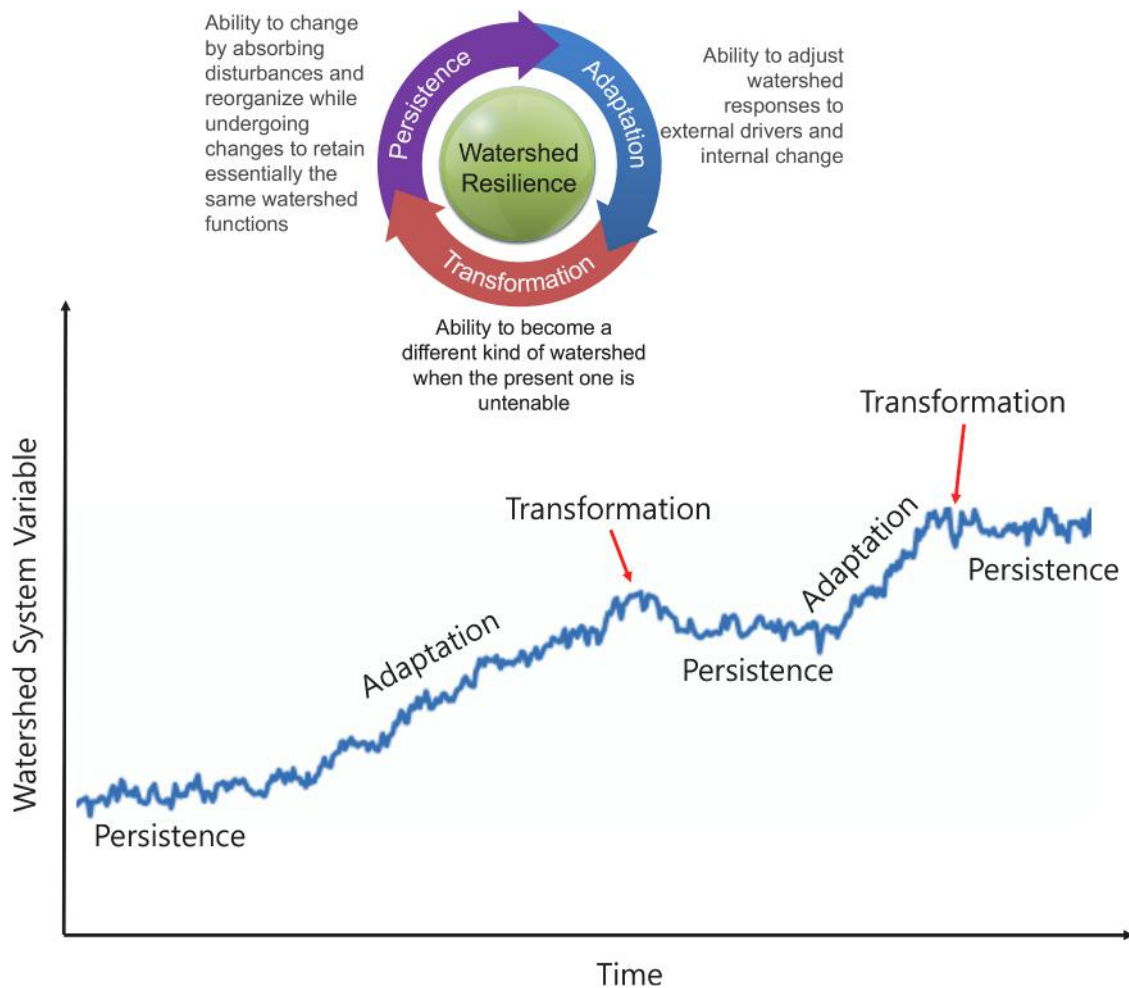 Ability to change
by absorbing
disturbances and
reorganize while
undergoing
changes to retain
essentially the
same watershed
functions
Persistence
Adaptation
Watershed
Resilience
Transformation
Ability to adjust
watershed
responses to
external drivers and
internal change
Ability to become a
different kind of watershed
when the present one is
untenable
Transformation
Transformation
Adaptation
Adaptation
Persistence
Persistence
Persistence
Watershed System Variable
Time